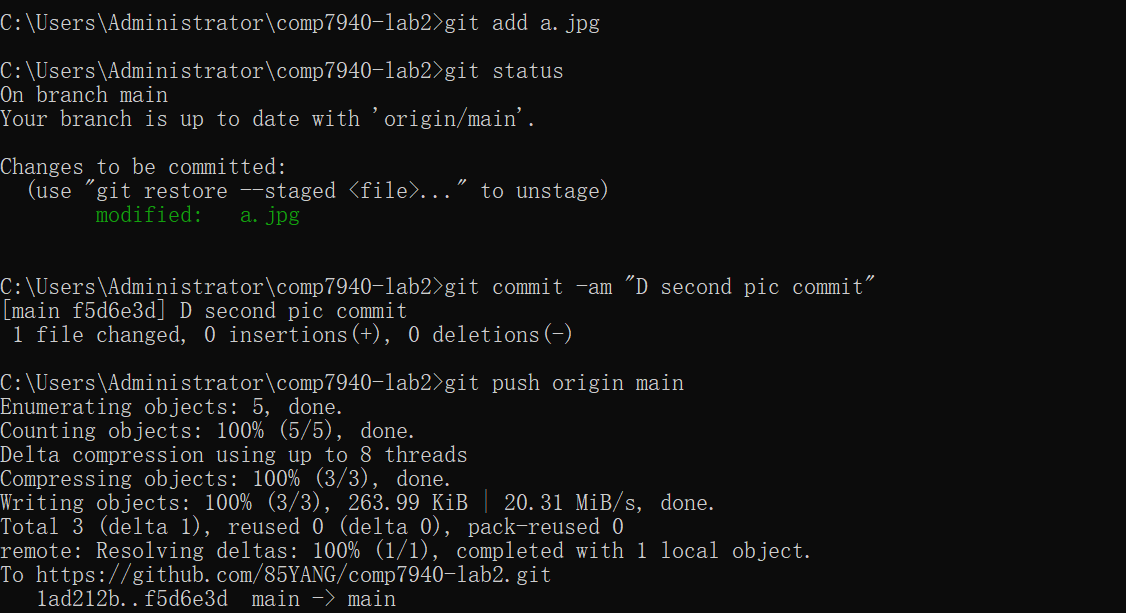 C:\Users\Administrator\comp7940-lab2>git add a.jpg
C:\Users\Administrator\comp7940-lab2>git status
On branch main
Your branch is up to date with 'origin/main'.
Changes to be committed:
  (use "git restore --staged <file>..." to unstage)
        modified:   a.jpg
C:\Users\Administrator\comp7940-lab2>git commit -am "D second pic commit"
[main f5d6e3d] D second pic commit
 1 file changed, 0 insertions(+), 0 deletions(-)
C:\Users\Administrator\comp7940-lab2>git push origin main
Enumerating objects: 5, done.
Counting objects: 100% (5/5), done.
Delta compression using up to 8 threads
Compressing objects: 100% (3/3), done.
Writing objects: 100% (3/3), 263.99 KiB | 20.31 MiB/s, done.
Total 3 (delta 1), reused 0 (delta 0), pack-reused 0
remote: Resolving deltas: 100% (1/1), completed with 1 local object.
To https://github.com/85YANG/comp7940-lab2.git
   1ad212b..f5d6e3d  main -> main